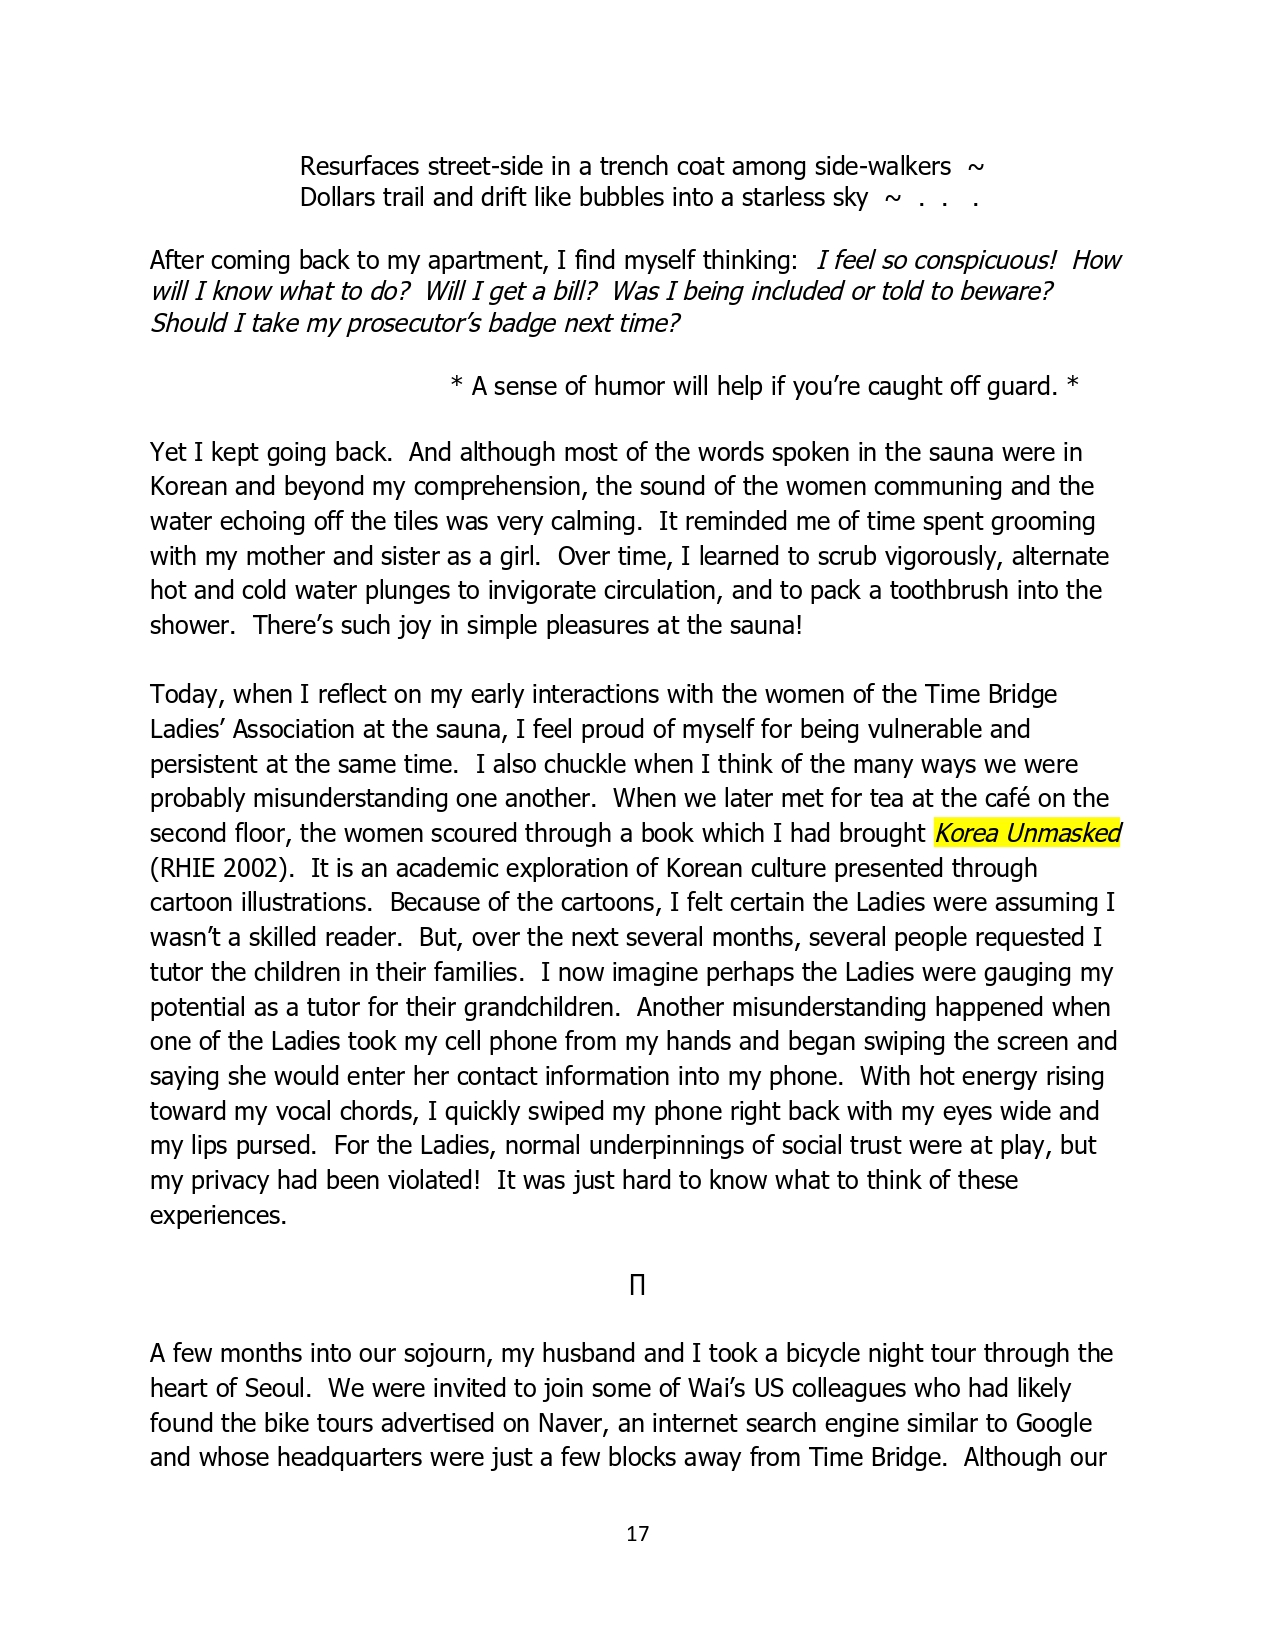 Resurfaces street-side in a trench coat among side-walkers ~
Dollars trail and drift like bubbles into a starless sky ~ . . .
After coming back to my apartment, I find myself thinking: I feel so conspicuous! How
will I know what to do? Will I get a bill? Was I being included or told to beware?
Should I take my prosecutor’s badge next time?
* A sense of humor will help if you’re caught off guard. *
Yet I kept going back. And although most of the words spoken in the sauna were in
Korean and beyond my comprehension, the sound of the women communing and the
water echoing off the tiles was very calming. It reminded me of time spent grooming
with my mother and sister as a girl. Over time, I learned to scrub vigorously, alternate
hot and cold water plunges to invigorate circulation, and to pack a toothbrush into the
shower. There’s such joy in simple pleasures at the sauna!
Today, when I reflect on my early interactions with the women of the Time Bridge
Ladies’ Association at the sauna, I feel proud of myself for being vulnerable and
persistent at the same time. I also chuckle when I think of the many ways we were
probably misunderstanding one another. When we later met for tea at the café on the
second floor, the women scoured through a book which I had brought Korea Unmasked
(RHIE 2002). It is an academic exploration of Korean culture presented through
cartoon illustrations. Because of the cartoons, I felt certain the Ladies were assuming I
wasn’t a skilled reader. But, over the next several months, several people requested I
tutor the children in their families. I now imagine perhaps the Ladies were gauging my
potential as a tutor for their grandchildren. Another misunderstanding happened when
one of the Ladies took my cell phone from my hands and began swiping the screen and
saying she would enter her contact information into my phone. With hot energy rising
toward my vocal chords, I quickly swiped my phone right back with my eyes wide and
my lips pursed. For the Ladies, normal underpinnings of social trust were at play, but
my privacy had been violated! It was just hard to know what to think of these
experiences.
∏
A few months into our sojourn, my husband and I took a bicycle night tour through the
heart of Seoul. We were invited to join some of Wai’s US colleagues who had likely
found the bike tours advertised on Naver, an internet search engine similar to Google
and whose headquarters were just a few blocks away from Time Bridge. Although our
17